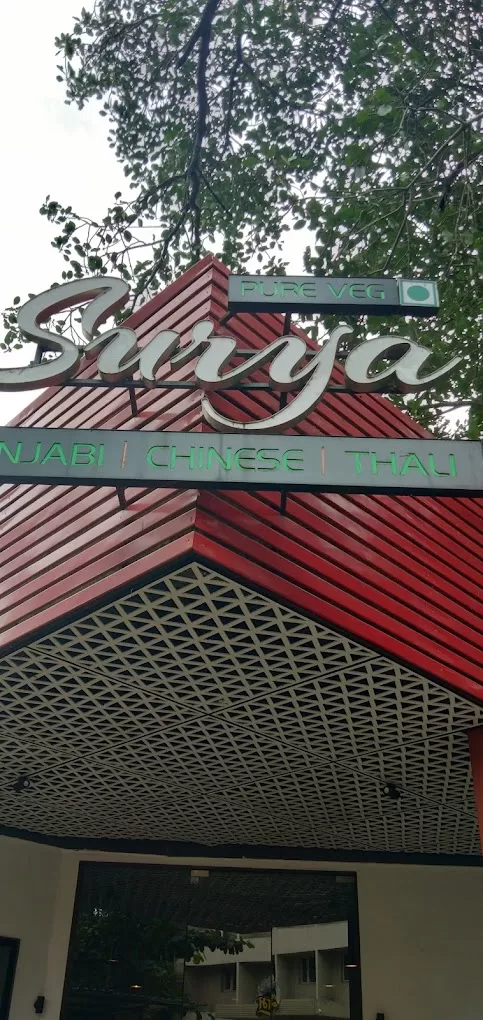 PURE VEG
Surya
NJABI | CHINESE | THALI